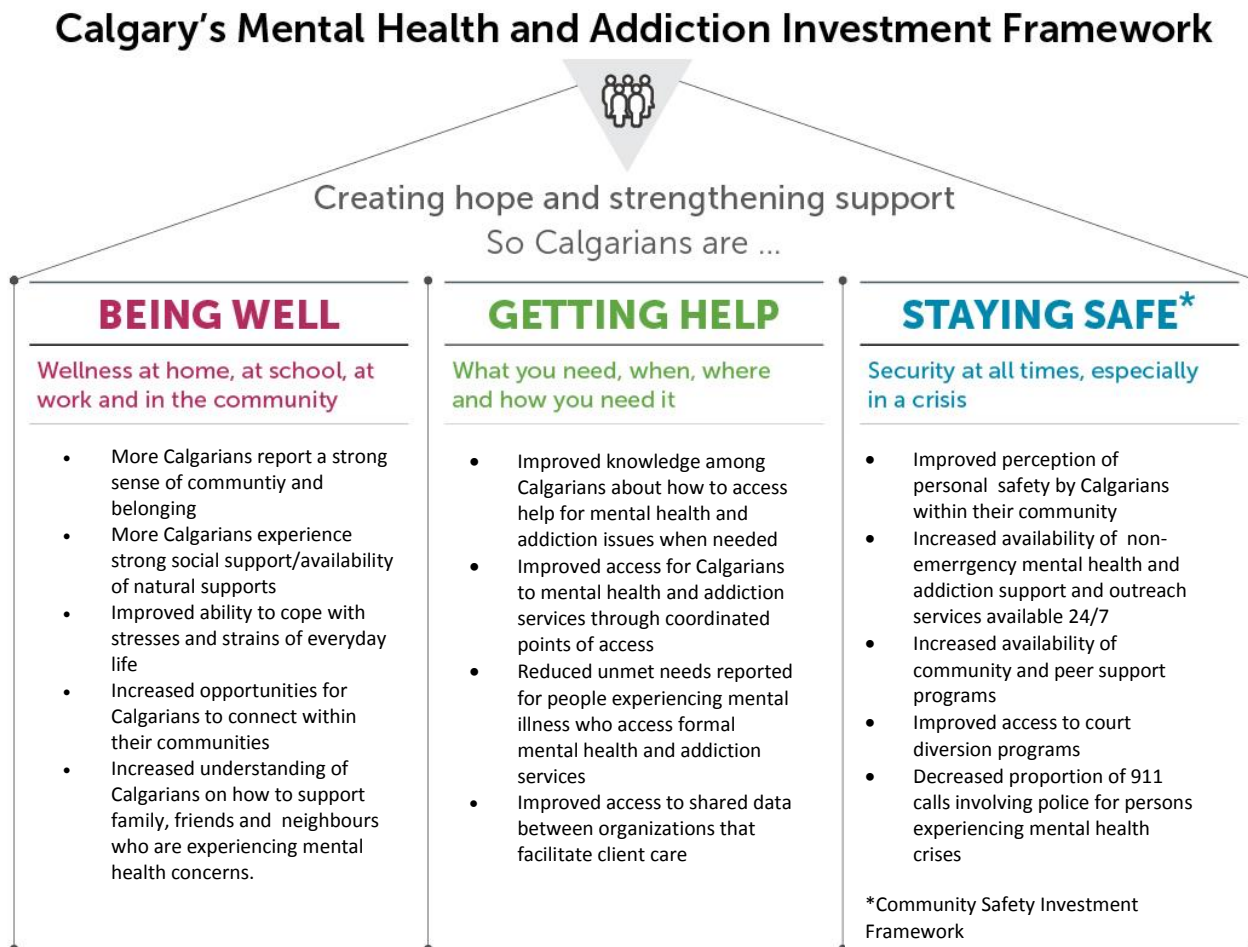 Calgary's Mental Health and Addiction Investment Framework
Creating hope and strengthening support
So Calgarians are ...
BEING WELL
Wellness at home, at school, at
work and in the community
• More Calgarians report a strong
sense of communtiy and
belonging
• More Calgarians experience
strong social support/availability
of natural supports
• Improved ability to cope with
stresses and strains of everyday
life
• Increased opportunities for
Calgarians to connect within
their communities
• Increased understanding of
Calgarians on how to support
family, friends and neighbours
who are experiencing mental
health concerns.
GETTING HELP
What you need, when, where
and how you need it
• Improved knowledge among
Calgarians about how to access
help for mental health and
addiction issues when needed
• Improved access for Calgarians
to mental health and addiction
services through coordinated
points of access
• Reduced unmet needs reported
for people experiencing mental
illness who access formal
mental health and addiction
services
• Improved access to shared data
between organizations that
facilitate client care
STAYING SAFE*
Security at all times, especially
in a crisis
• Improved perception of
personal safety by Calgarians
within their community
• Increased availability of non-
emerrgency mental health and
addiction support and outreach
services available 24/7
• Increased availability of
community and peer support
programs
• Improved access to court
diversion programs
• Decreased proportion of 911
calls involving police for persons
experiencing mental health
crises
*Community Safety Investment
Framework